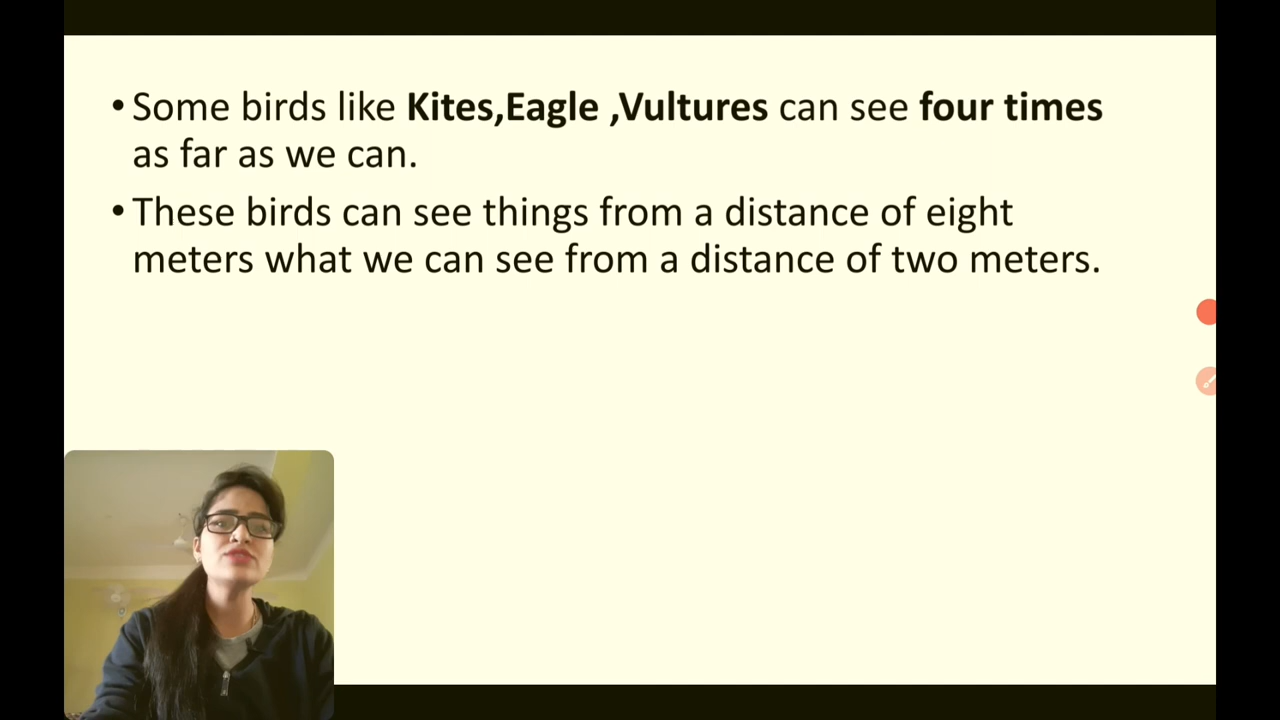 • Some birds like Kites,Eagle ,Vultures can see four times
as far as we can.
• These birds can see things from a distance of eight
meters what we can see from a distance of two meters.